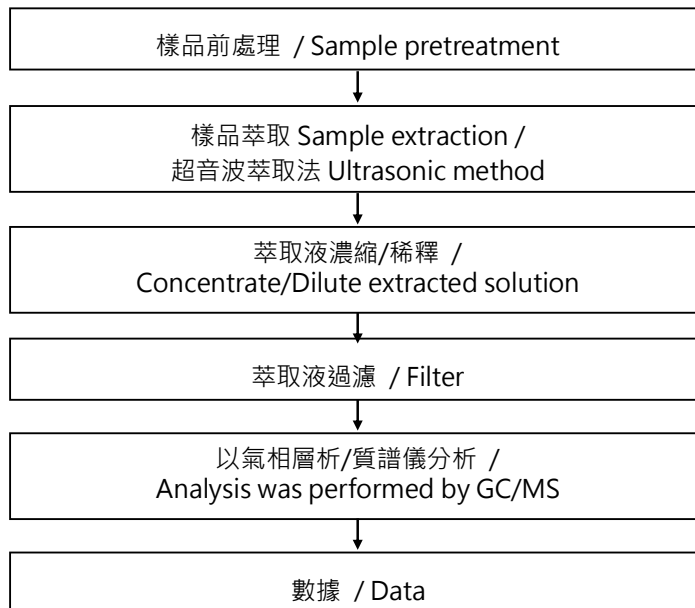 樣品前處理 / Sample pretreatment
樣品萃取 Sample extraction /
超音波萃取法 Ultrasonic method
萃取液濃縮/稀釋 /
Concentrate/Dilute extracted solution
萃取液過濾 / Filter
以氣相層析/質譜儀分析 /
Analysis was performed by GC/MS
數據 / Data